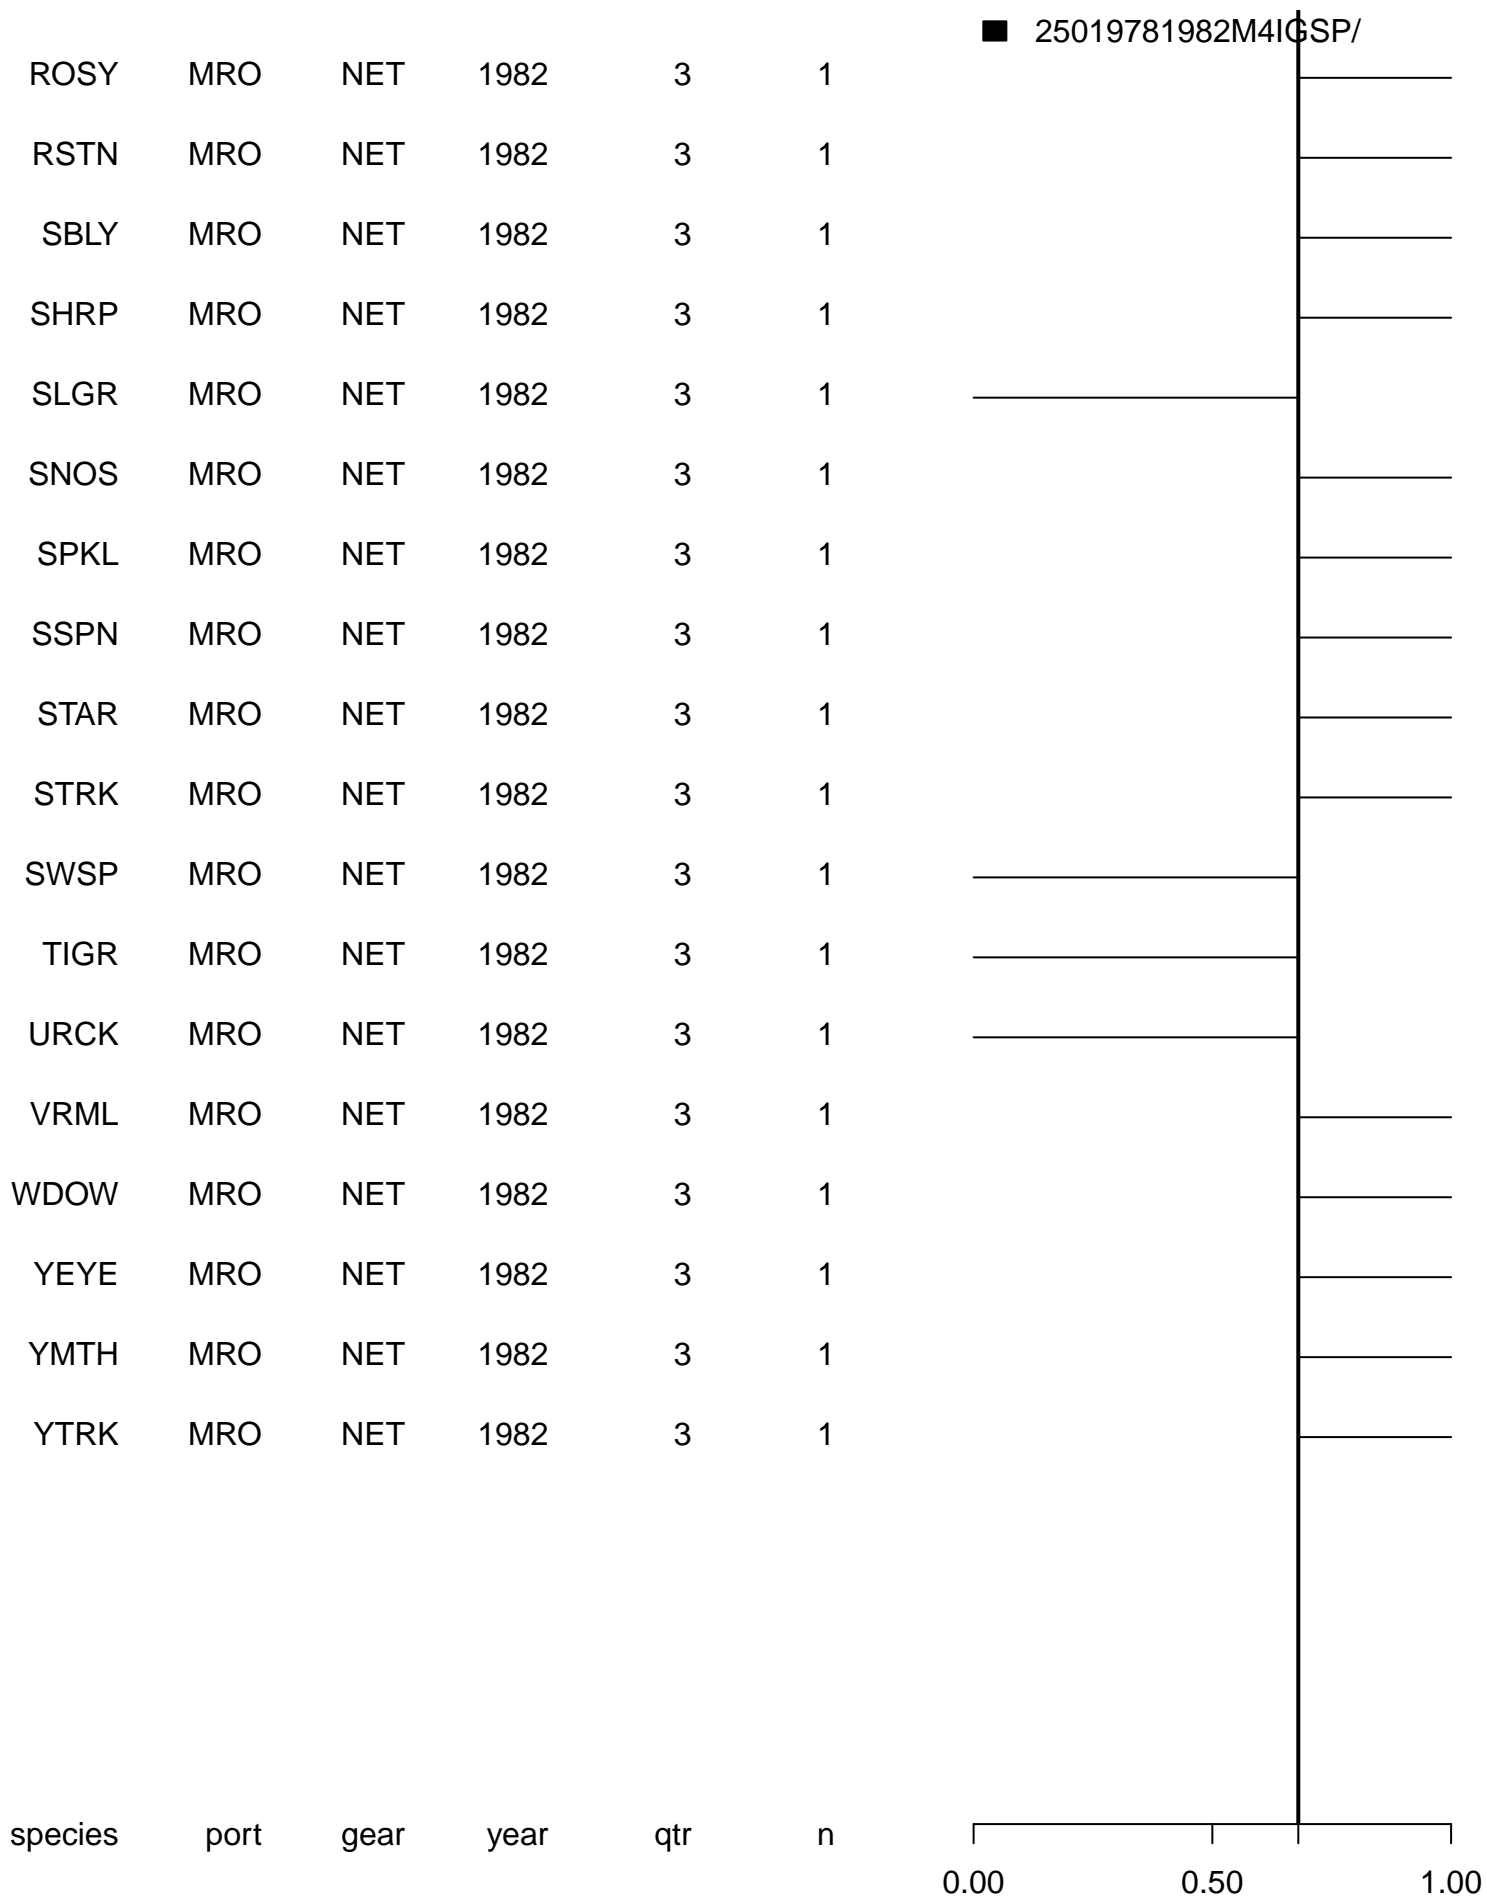 25019781982M4IGSP/
ROSY MRO NET 1982 3 1
RSTN MRO NET 1982 3 1
SBLY MRO NET 1982 3 1
SHRP MRO NET 1982 3 1
SLGR MRO NET 1982 3 1
SNOS MRO NET 1982 3 1
SPKL MRO NET 1982 3 1
SSPN MRO NET 1982 3 1
STAR MRO NET 1982 3 1
STRK MRO NET 1982 3 1
SWSP MRO NET 1982 3 1
TIGR MRO NET 1982 3 1
URCK MRO NET 1982 3 1
VRML MRO NET 1982 3 1
WDOW MRO NET 1982 3 1
YEYE MRO NET 1982 3 1
YMTH MRO NET 1982 3 1
YTRK MRO NET 1982 3 1
species port gear year qtr n
0.00 0.50 1.00